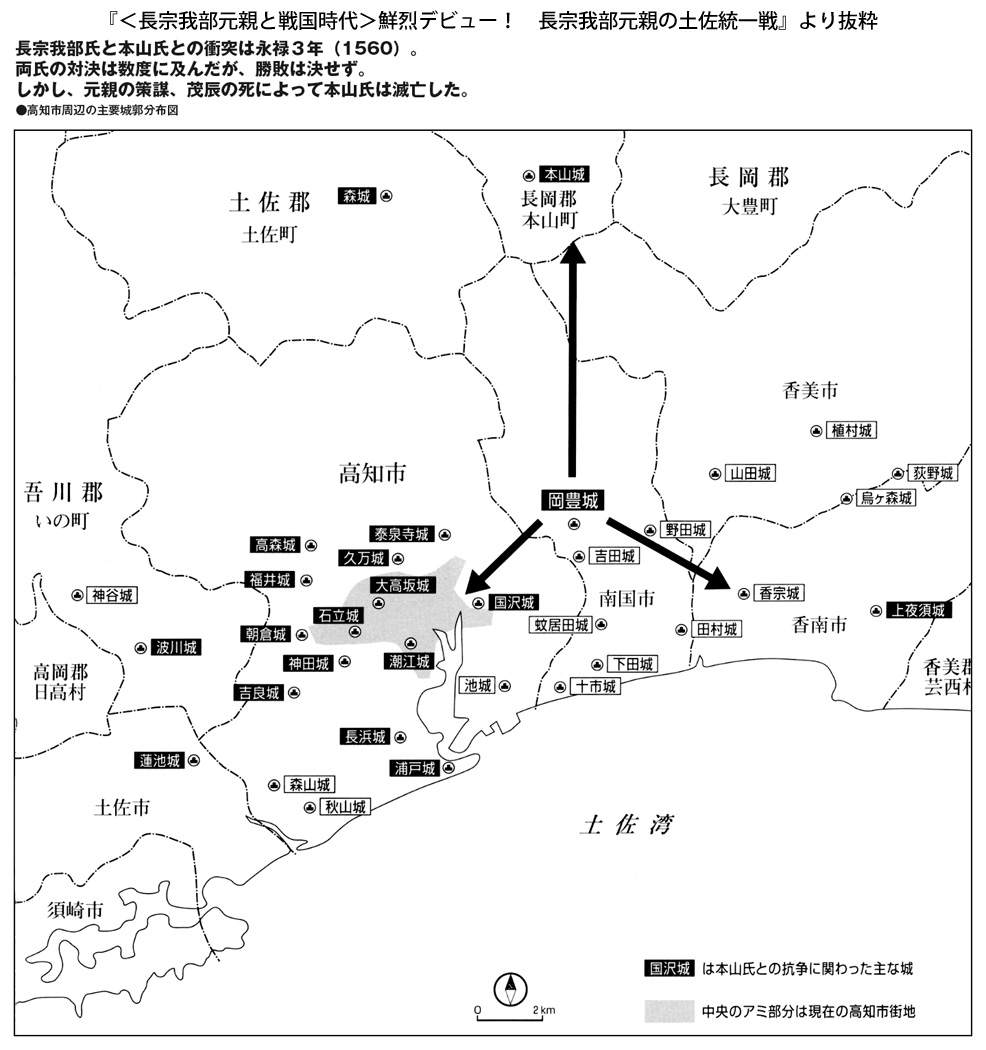 『＜長宗我部元親と戦国時代＞鮮烈デビュー！　長宗我部元親の土佐統一戦』より抜粋
長宗我部氏と本山氏との衝突は永禄３年（1560）。
両氏の対決は数度に及んだが、勝敗は決せず。
しかし、元親の策謀、茂辰の死によって本山氏は滅亡した。
●高知市周辺の主要城郭分布図
本山城
長岡郡
本山町
長岡郡
大豊町
土佐郡
土佐町
森城
香美市
植村城
山田城
荻野城
烏ヶ森城
高知市
吾川郡
いの町
岡豊城
野田城
泰泉寺城
高森城
久万城
吉田城
福井城
大高坂城
神谷城
石立城
国沢城
南国市
香宗城
上夜須城
朝倉城
蚊居田城
田村城
香南市
波川城
神田城
潮江城
下田城
高岡郡
日高村
香美郡
芸西村
吉良城
池城
十市城
長浜城
蓮池城
浦戸城
森山城
秋山城
土佐市
土佐湾
須崎市
国沢城 は本山氏との抗争に関わった主な城
中央のアミ部分は現在の高知市街地
0 2km